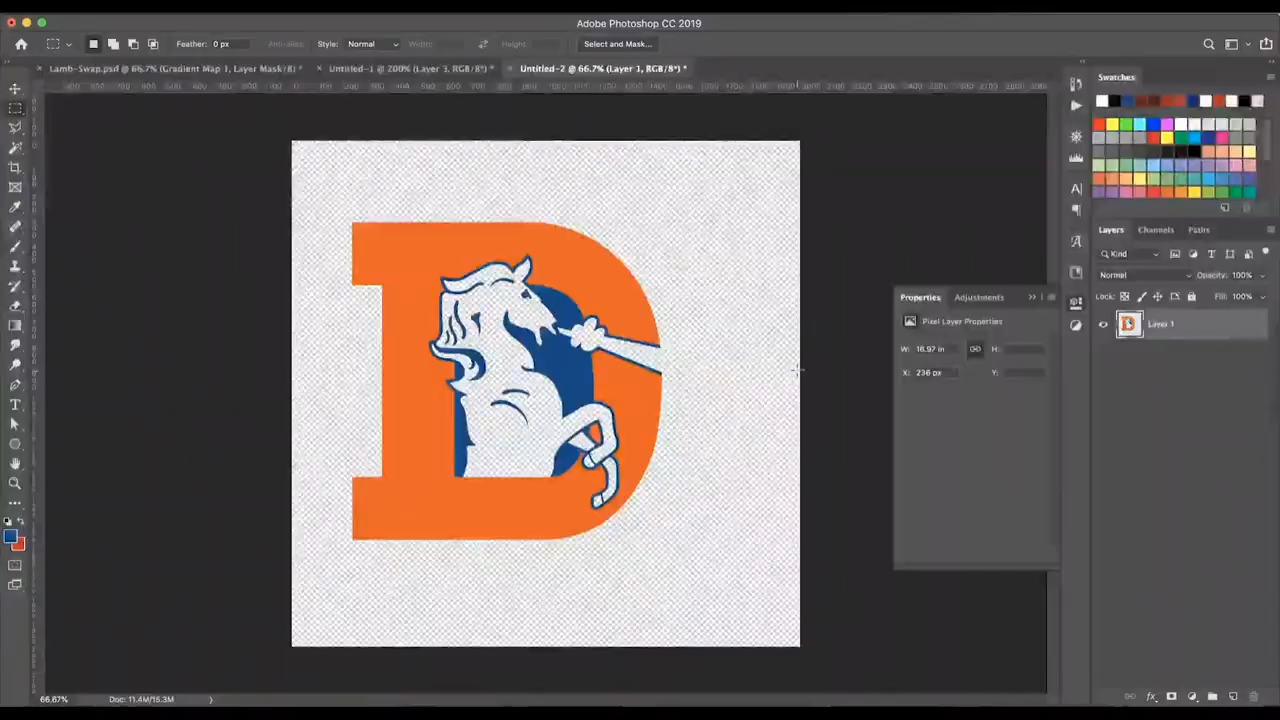 Adobe Photoshop CC 2019
Feather: 0 px
Anti-alias
Style: Normal
Width:
Height:
Select and Mask...
Lamb-Swap.psd @ 66.7% (Gradient Map 1, Layer Mask/8) *
Untitled-1 @ 200% (Layer 3, RGB/8*) *
Untitled-2 @ 66.7% (Layer 1, RGB/8*) *
Swatches
Layers Channels Paths
Kind
Normal
Opacity: 100%
Lock:
Fill: 100%
Layer 1
Properties Adjustments
Pixel Layer Properties
W: 16.97 in
H:
X: 236 px
Y:
D
66.67%
Doc: 11.4M/15.3M